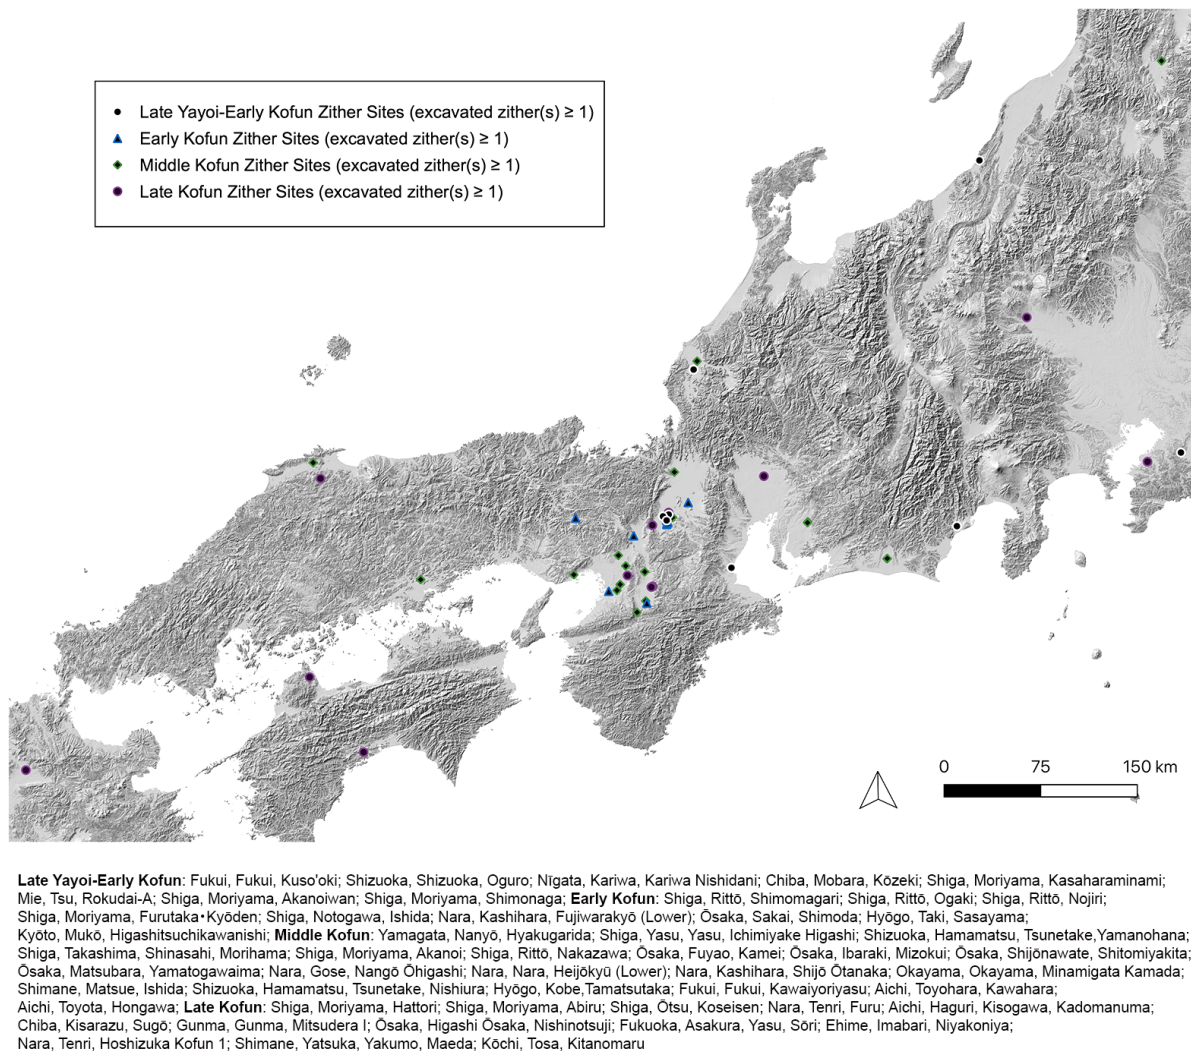 Late Yayoi-Early Kofun Zither Sites (excavated zither(s) ≥ 1)
Early Kofun Zither Sites (excavated zither(s) ≥ 1)
Middle Kofun Zither Sites (excavated zither(s) ≥ 1)
Late Kofun Zither Sites (excavated zither(s) ≥ 1)
0 75 150 km
Late Yayoi-Early Kofun: Fukui, Fukui, Kuso'oki; Shizuoka, Shizuoka, Oguro; Nīgata, Kariwa, Kariwa Nishidani; Chiba, Mobara, Kōzeki; Shiga, Moriyama, Kasaharaminami;
Mie, Tsu, Rokudai-A; Shiga, Moriyama, Akanoiwan; Shiga, Moriyama, Shimonaga; Early Kofun: Shiga, Rittō, Shimomagari; Shiga, Rittō, Ogaki; Shiga, Rittō, Nojiri;
Shiga, Moriyama, Furutaka・Kyōden; Shiga, Notogawa, Ishida; Nara, Kashihara, Fujiwarakyō (Lower); Ōsaka, Sakai, Shimoda; Hyōgo, Taki, Sasayama;
Kyōto, Mukō, Higashitsuchikawanishi; Middle Kofun: Yamagata, Nanyō, Hyakugarida; Shiga, Yasu, Yasu, Ichimiyake Higashi; Shizuoka, Hamamatsu, Tsunetake,Yamanohana;
Shiga, Takashima, Shinasahi, Morihama; Shiga, Moriyama, Akanoi; Shiga, Rittō, Nakazawa; Ōsaka, Fuyao, Kamei; Ōsaka, Ibaraki, Mizokui; Ōsaka, Shijōnawate, Shitomiyakita;
Ōsaka, Matsubara, Yamatogawaima; Nara, Gose, Nangō Ōhigashi; Nara, Nara, Heijōkyū (Lower); Nara, Kashihara, Shijō Ōtanaka; Okayama, Okayama, Minamigata Kamada;
Shimane, Matsue, Ishida; Shizuoka, Hamamatsu, Tsunetake, Nishiura; Hyōgo, Kobe,Tamatsutaka; Fukui, Fukui, Kawaiyoriyasu; Aichi, Toyohara, Kawahara;
Aichi, Toyota, Hongawa; Late Kofun: Shiga, Moriyama, Hattori; Shiga, Moriyama, Abiru; Shiga, Ōtsu, Koseisen; Nara, Tenri, Furu; Aichi, Haguri, Kisogawa, Kadomanuma;
Chiba, Kisarazu, Sugō; Gunma, Gunma, Mitsudera I; Ōsaka, Higashi Ōsaka, Nishinotsuji; Fukuoka, Asakura, Yasu, Sōri; Ehime, Imabari, Niyakoniya;
Nara, Tenri, Hoshizuka Kofun 1; Shimane, Yatsuka, Yakumo, Maeda; Kōchi, Tosa, Kitanomaru